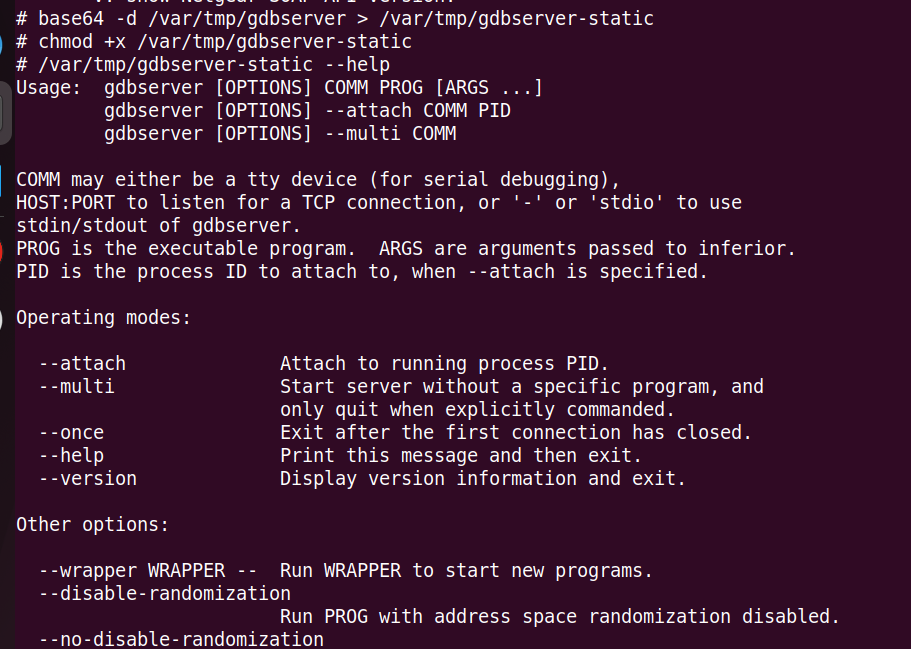 # base64 -d /var/tmp/gdbserver > /var/tmp/gdbserver-static
# chmod +x /var/tmp/gdbserver-static
# /var/tmp/gdbserver-static --help
Usage:  gdbserver [OPTIONS] COMM PROG [ARGS ...]
        gdbserver [OPTIONS] --attach COMM PID
        gdbserver [OPTIONS] --multi COMM

COMM may either be a tty device (for serial debugging),
HOST:PORT to listen for a TCP connection, or '-' or 'stdio' to use
stdin/stdout of gdbserver.
PROG is the executable program.  ARGS are arguments passed to inferior.
PID is the process ID to attach to, when --attach is specified.

Operating modes:

  --attach              Attach to running process PID.
  --multi               Start server without a specific program, and
                        only quit when explicitly commanded.
  --once                Exit after the first connection has closed.
  --help                Print this message and then exit.
  --version             Display version information and exit.

Other options:

  --wrapper WRAPPER --  Run WRAPPER to start new programs.
  --disable-randomization
                        Run PROG with address space randomization disabled.
  --no-disable-randomization